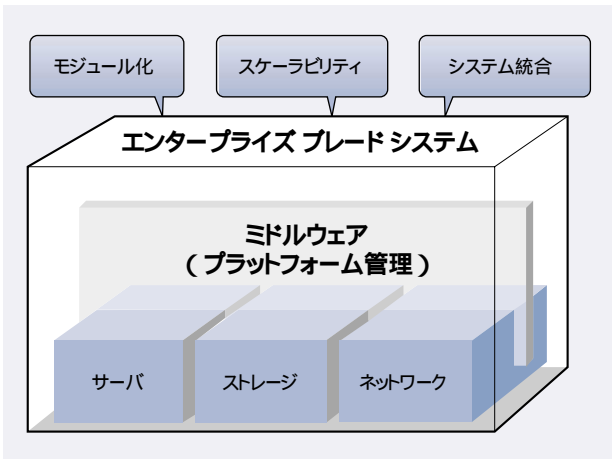 モジュール化
スケーラビリティ
システム統合
エンタープライズ ブレード システム
ミドルウェア
（プラットフォーム管理）
サーバ
ストレージ
ネットワーク